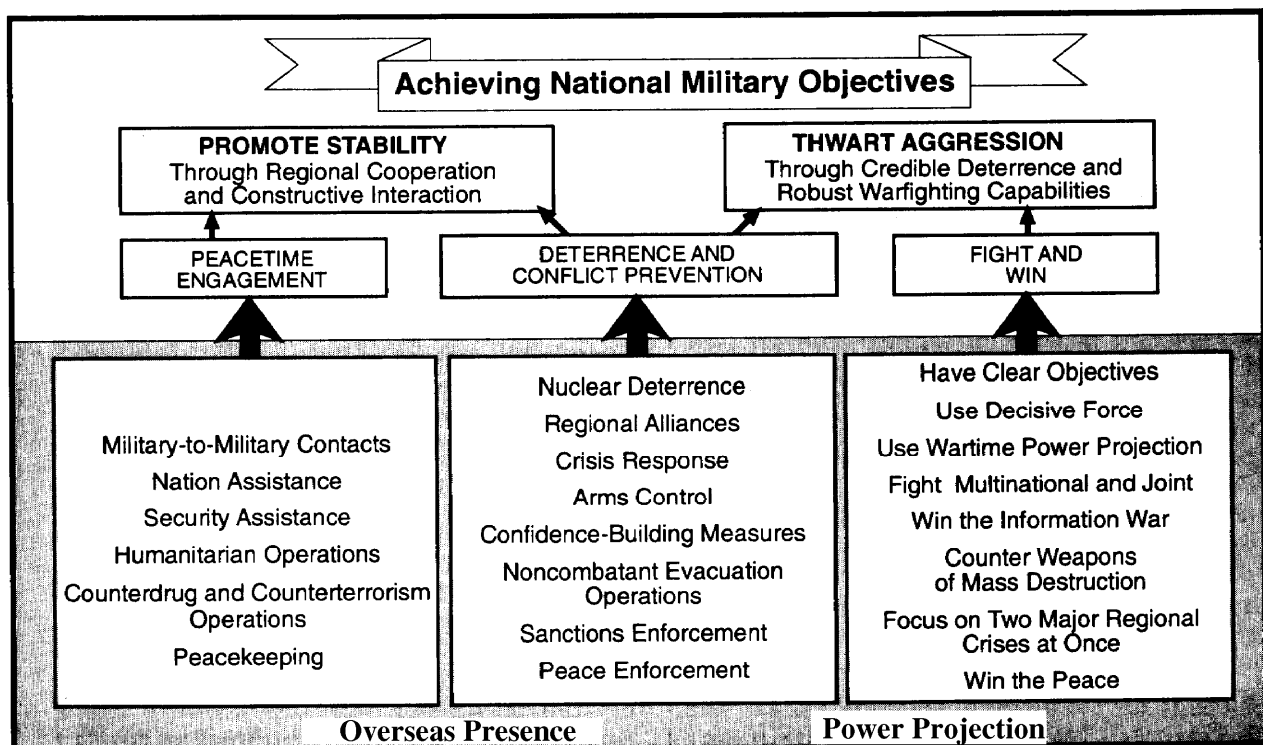 Achieving National Military Objectives
PROMOTE STABILITY
Through Regional Cooperation
and Constructive Interaction
THWART AGGRESSION
Through Credible Deterrence and
Robust Warfighting Capabilities
PEACETIME
ENGAGEMENT
DETERRENCE AND
CONFLICT PREVENTION
FIGHT AND
WIN
Military-to-Military Contacts
Nation Assistance
Security Assistance
Humanitarian Operations
Counterdrug and Counterterrorism
Operations
Peacekeeping
Nuclear Deterrence
Regional Alliances
Crisis Response
Arms Control
Confidence-Building Measures
Noncombatant Evacuation
Operations
Sanctions Enforcement
Peace Enforcement
Have Clear Objectives
Use Decisive Force
Use Wartime Power Projection
Fight Multinational and Joint
Win the Information War
Counter Weapons
of Mass Destruction
Focus on Two Major Regional
Crises at Once
Win the Peace
Overseas Presence
Power Projection